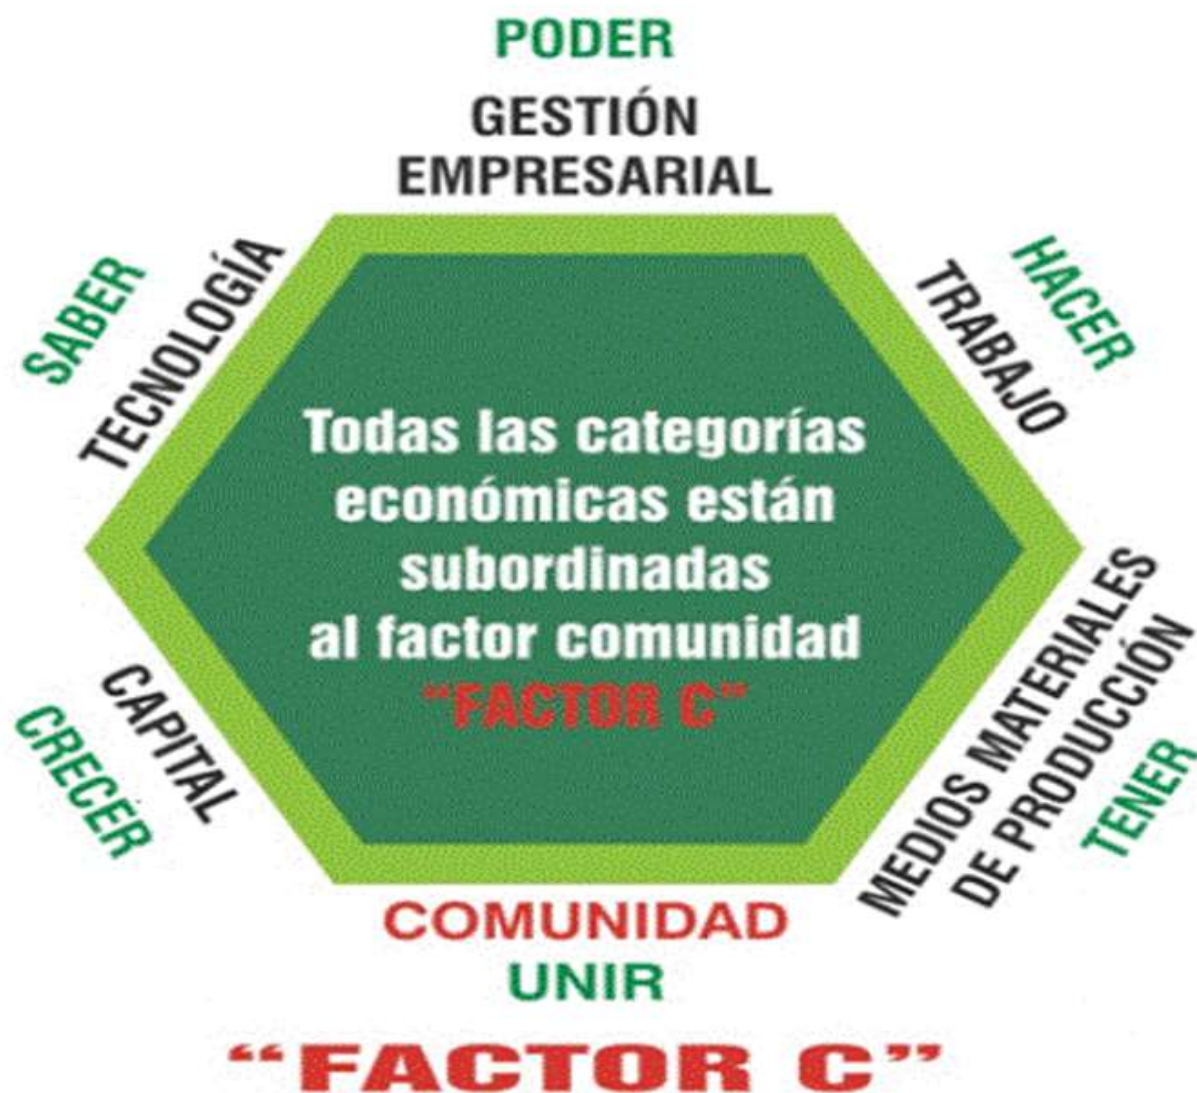 PODER
GESTIÓN
EMPRESARIAL
SABER
TECNOLOGÍA
HACER
TRABAJO
Todas las categorías
económicas están
subordinadas
al factor comunidad
"FACTOR C"
CAPITAL
CRECER
MEDIOS MATERIALES
DE PRODUCCIÓN
TENER
COMUNIDAD
UNIR
“FACTOR C”